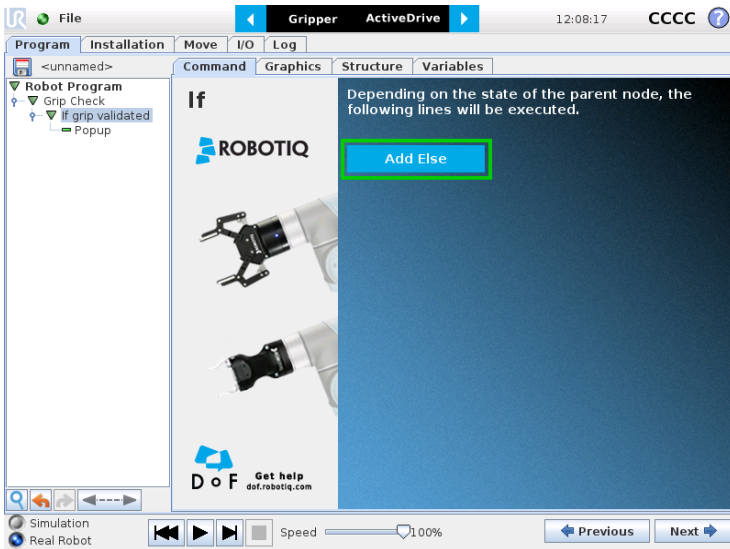 UR
File
Gripper
ActiveDrive
12:08:17
CCCC
?
Program
Installation
Move
I/O
Log
<unnamed>
Command
Graphics
Structure
Variables
Robot Program
Grip Check
If grip validated
Popup
If
ROBOTIQ
DoF
Get help
dof.robotiq.com
Depending on the state of the parent node, the
following lines will be executed.
Add Else
Simulation
Real Robot
Speed
100%
Previous
Next